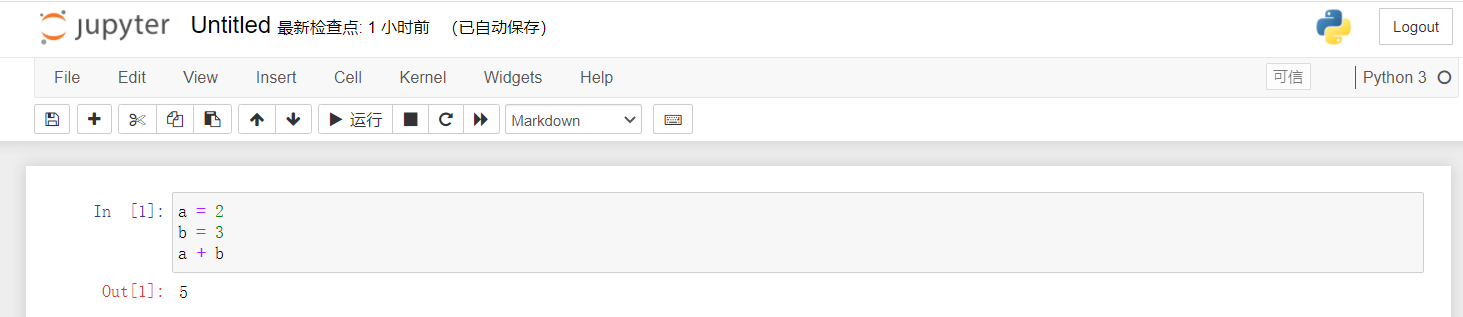 jupyter Untitled 最新检查点: 1 小时前 (已自动保存) Logout
File Edit View Insert Cell Kernel Widgets Help 可信 Python 3
运行 Markdown
In [1]: a = 2
b = 3
a + b
Out[1]: 5